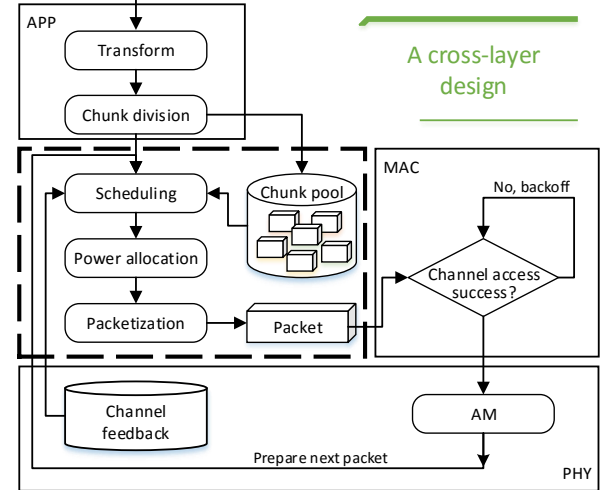 APP
Transform
A cross-layer
design
Chunk division
MAC
Scheduling
Chunk pool
No, backoff
Power allocation
Channel access
success?
Packetization
Packet
Channel
feedback
AM
Prepare next packet
PHY